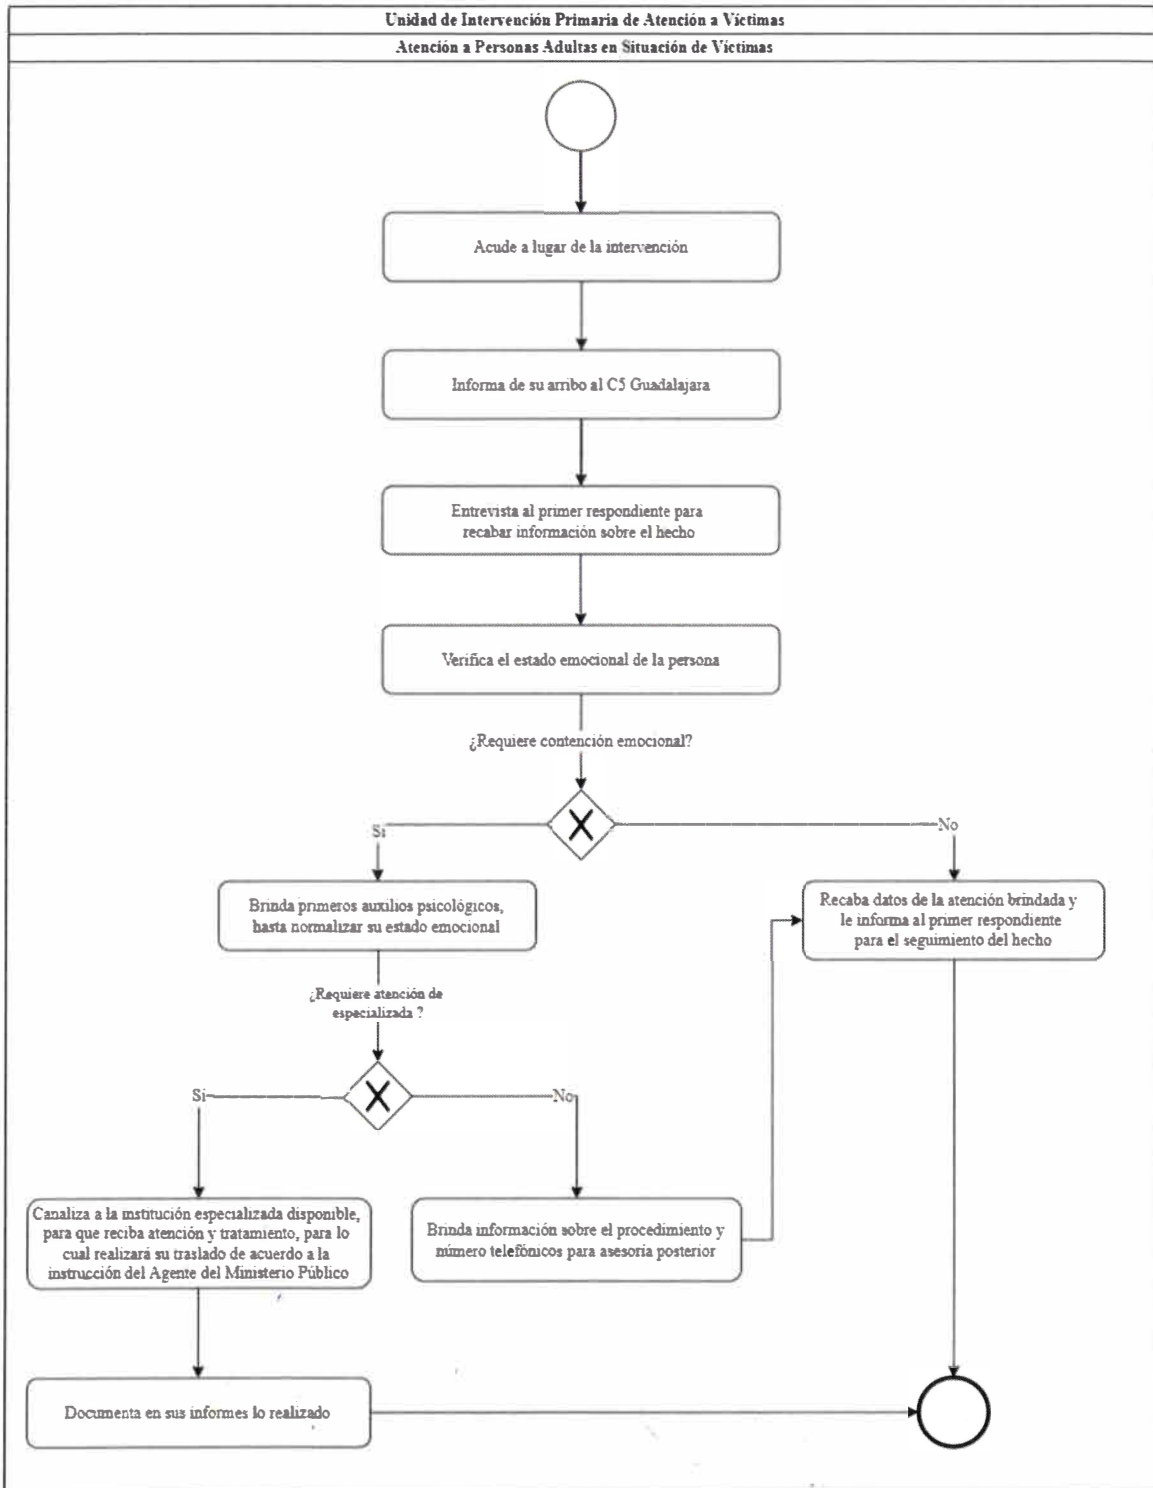 Unidad de Intervención Primaria de Atención a Víctimas
Atención a Personas Adultas en Situación de Víctimas
Acude a lugar de la intervención
Informa de su arribo al C5 Guadalajara
Entrevista al primer respondiente para
recabar información sobre el hecho
Verifica el estado emocional de la persona
¿Requiere contención emocional?
Si
No
Brinda primeros auxilios psicológicos,
hasta normalizar su estado emocional
Recaba datos de la atención brindada y
le informa al primer respondiente
para el seguimiento del hecho
¿Requiere atención de
especializada ?
Si
No
Canaliza a la institución especializada disponible,
para que reciba atención y tratamiento, para lo
cual realizará su traslado de acuerdo a la
instrucción del Agente del Ministerio Público
Brinda información sobre el procedimiento y
número telefónicos para asesoría posterior
Documenta en sus informes lo realizado